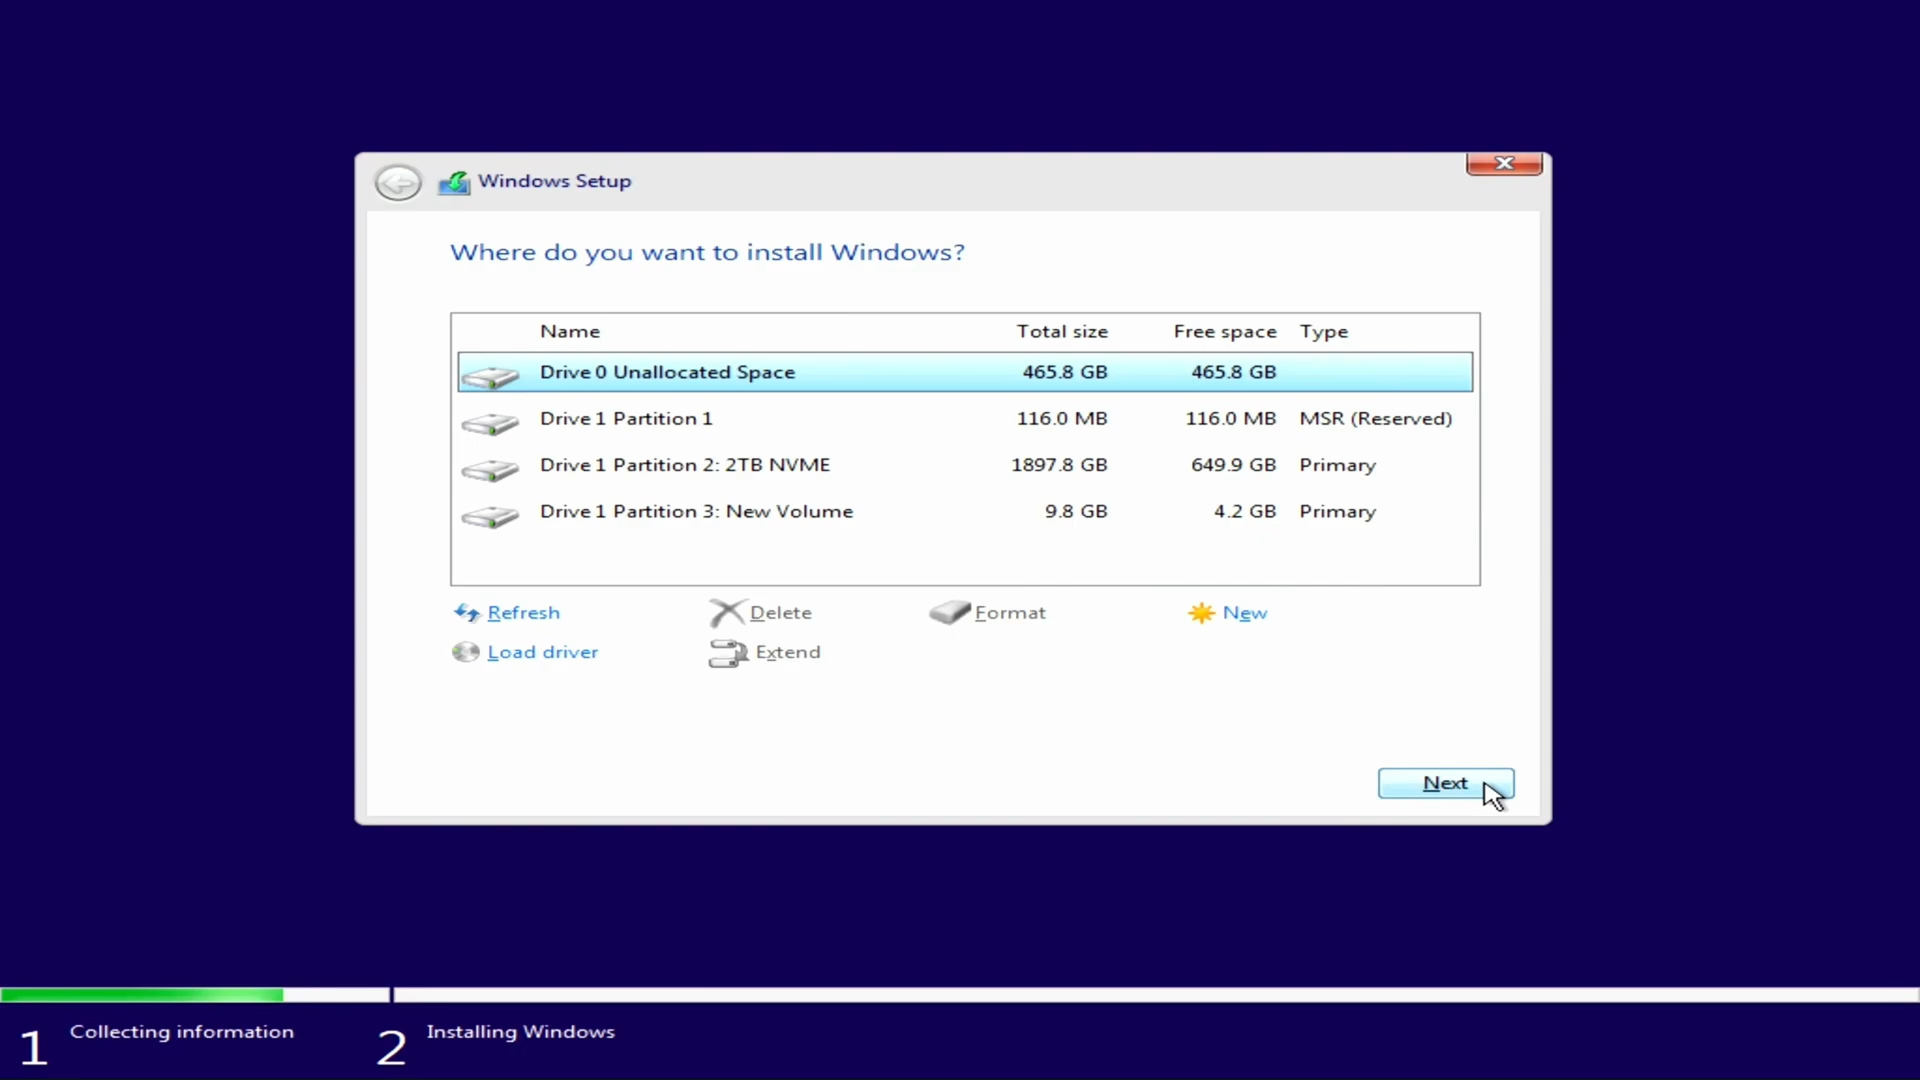 Windows Setup
Where do you want to install Windows?
Name Total size Free space Type
Drive 0 Unallocated Space 465.8 GB 465.8 GB
Drive 1 Partition 1 116.0 MB 116.0 MB MSR (Reserved)
Drive 1 Partition 2: 2TB NVME 1897.8 GB 649.9 GB Primary
Drive 1 Partition 3: New Volume 9.8 GB 4.2 GB Primary
Refresh Delete Format New
Load driver Extend
Next
1 Collecting information 2 Installing Windows